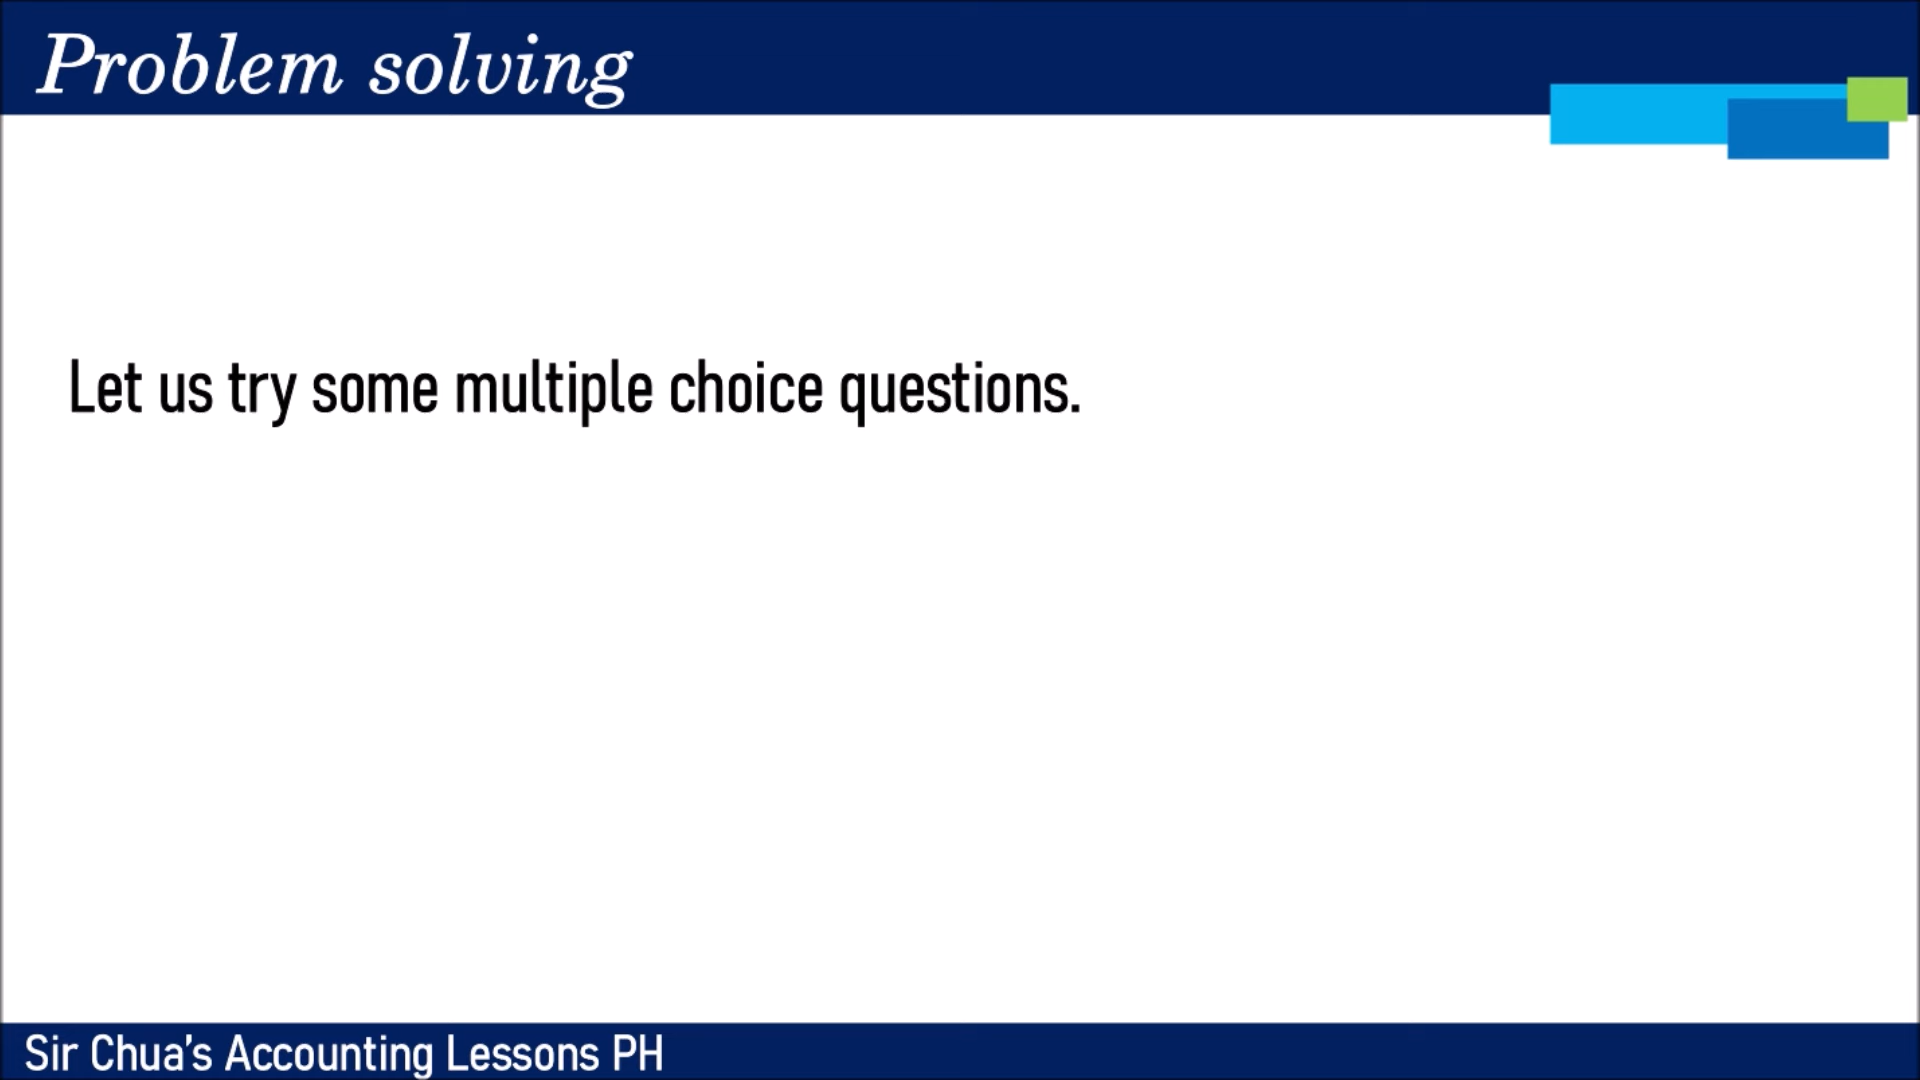 Problem solving
Let us try some multiple choice questions.
Sir Chua's Accounting Lessons PH